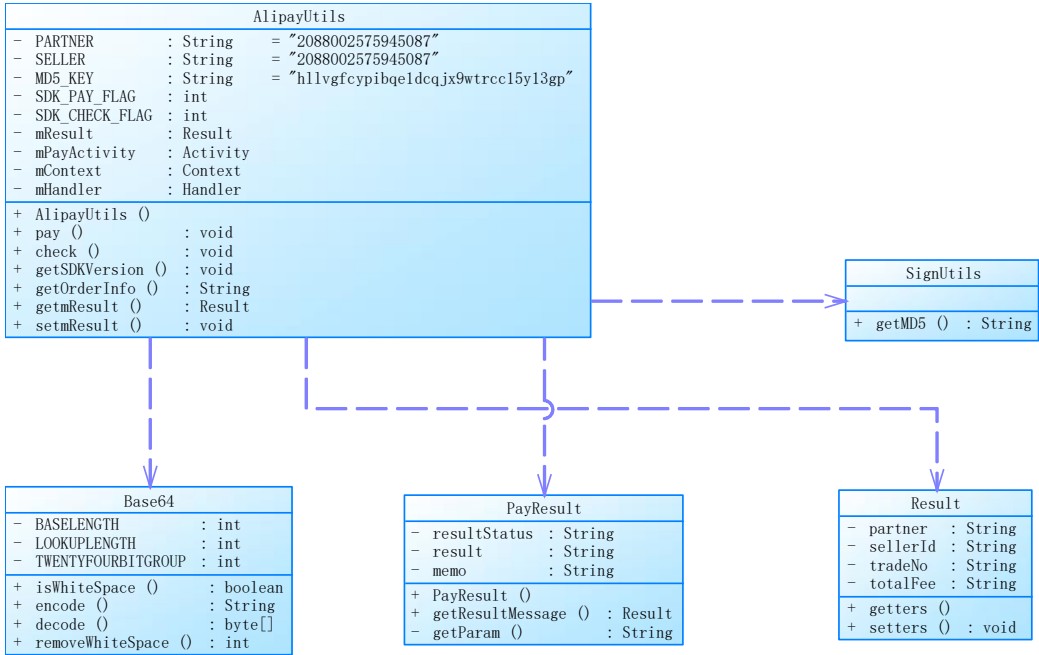 AlipayUtils
- PARTNER : String = "2088002575945087"
- SELLER : String = "2088002575945087"
- MD5_KEY : String = "hllvgfcypibqe1dcqjx9wtrcc15y13gp"
- SDK_PAY_FLAG : int
- SDK_CHECK_FLAG : int
- mResult : Result
- mPayActivity : Activity
- mContext : Context
- mHandler : Handler
+ AlipayUtils ()
+ pay () : void
+ check () : void
+ getSDKVersion () : void
+ getOrderInfo () : String
+ getmResult () : Result
+ setmResult () : void
SignUtils
+ getMD5 () : String
Base64
- BASELENGTH : int
- LOOKUPLENGTH : int
- TWENTYFOURBITGROUP : int
+ isWhiteSpace () : boolean
+ encode () : String
+ decode () : byte[]
+ removeWhiteSpace () : int
PayResult
- resultStatus : String
- result : String
- memo : String
+ PayResult ()
+ getResultMessage () : Result
- getParam () : String
Result
- partner : String
- sellerId : String
- tradeNo : String
- totalFee : String
+ getters ()
+ setters () : void